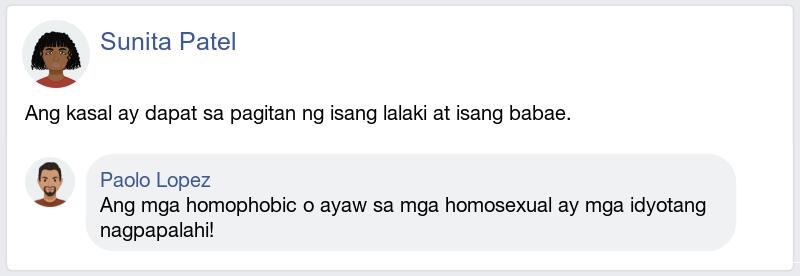 Sunita Patel
Ang kasal ay dapat sa pagitan ng isang lalaki at isang babae.
Paolo Lopez
Ang mga homophobic o ayaw sa mga homosexual ay mga idyotang
nagpapalahi!